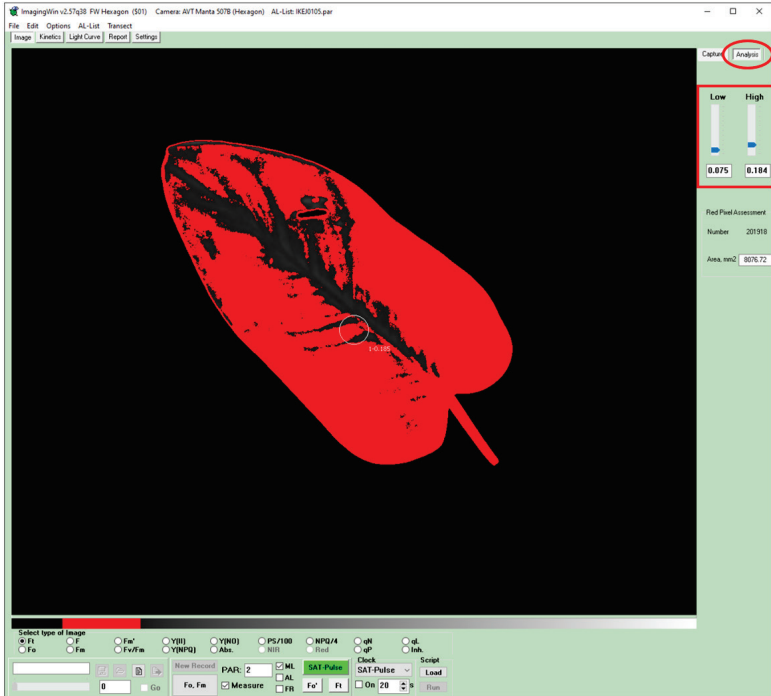 ImagingWin v2.57q38 FW Hexagon (S01) Camera: AVT Manta 507B (Hexagon) AL-List: IKEJ0105.par
File Edit Options AL-List Transect
Image Kinetics Light Curve Report Settings
Capture Analysis
Low High
0.075 0.184
Red Pixel Assessment
Number 201918
Area, mm2 8076.72
1-0.185
Select type of Image
Ft F Fm' Y(II) Y(NO) PS/100 NPQ/4 qN qL
Fo Fm Fv/Fm Y(NPQ) Abs. NIR Red qP Inh.
New Record PAR: 2 ML SAT-Pulse Clock Script
AL SAT-Pulse Load
0 Go Fo, Fm Measure FR Fo' Ft On 20 s Run